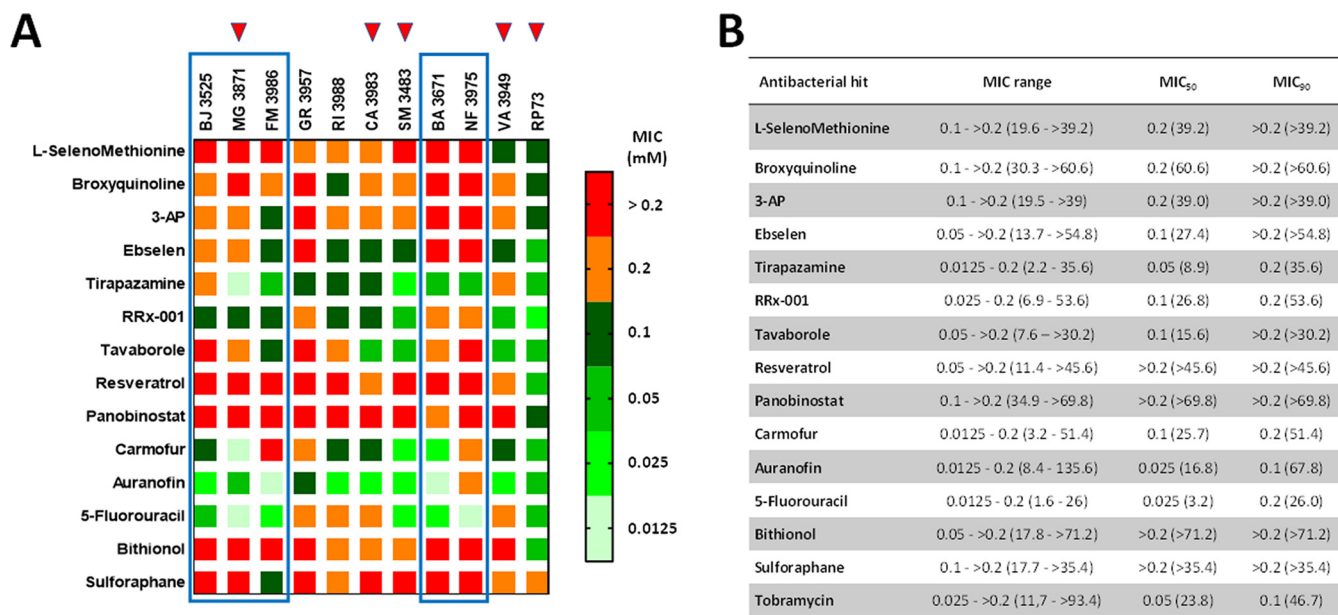 A
BJ 3525
MG 3871
FM 3986
GR 3957
RI 3988
CA 3983
SM 3483
BA 3671
NF 3975
VA 3949
RP73
L-SelenoMethionine
Broxyquinoline
3-AP
Ebselen
Tirapazamine
RRx-001
Tavaborole
Resveratrol
Panobinostat
Carmofur
Auranofin
5-Fluorouracil
Bithionol
Sulforaphane
MIC
(mM)
> 0.2
0.2
0.1
0.05
0.025
0.0125
B
Antibacterial hit MIC range MIC50 MIC90
L-SelenoMethionine 0.1 - >0.2 (19.6 - >39.2) 0.2 (39.2) >0.2 (>39.2)
Broxyquinoline 0.1 - >0.2 (30.3 - >60.6) 0.2 (60.6) >0.2 (>60.6)
3-AP 0.1 - >0.2 (19.5 - >39) 0.2 (39.0) >0.2 (>39.0)
Ebselen 0.05 - >0.2 (13.7 - >54.8) 0.1 (27.4) >0.2 (>54.8)
Tirapazamine 0.0125 - 0.2 (2.2 - 35.6) 0.05 (8.9) 0.2 (35.6)
RRx-001 0.025 - 0.2 (6.9 - 53.6) 0.1 (26.8) 0.2 (53.6)
Tavaborole 0.05 - >0.2 (7.6 – >30.2) 0.1 (15.6) >0.2 (>30.2)
Resveratrol 0.05 - >0.2 (11.4 - >45.6) >0.2 (>45.6) >0.2 (>45.6)
Panobinostat 0.1 - >0.2 (34.9 - >69.8) >0.2 (>69.8) >0.2 (>69.8)
Carmofur 0.0125 - 0.2 (3.2 - 51.4) 0.1 (25.7) 0.2 (51.4)
Auranofin 0.0125 - 0.2 (8.4 - 135.6) 0.025 (16.8) 0.1 (67.8)
5-Fluorouracil 0.0125 - 0.2 (1.6 - 26) 0.025 (3.2) 0.2 (26.0)
Bithionol 0.05 - >0.2 (17.8 - >71.2) >0.2 (>71.2) >0.2 (>71.2)
Sulforaphane 0.1 - >0.2 (17.7 - >35.4) >0.2 (>35.4) >0.2 (>35.4)
Tobramycin 0.025 - >0.2 (11,7 - >93.4) 0.05 (23.8) 0.1 (46.7)